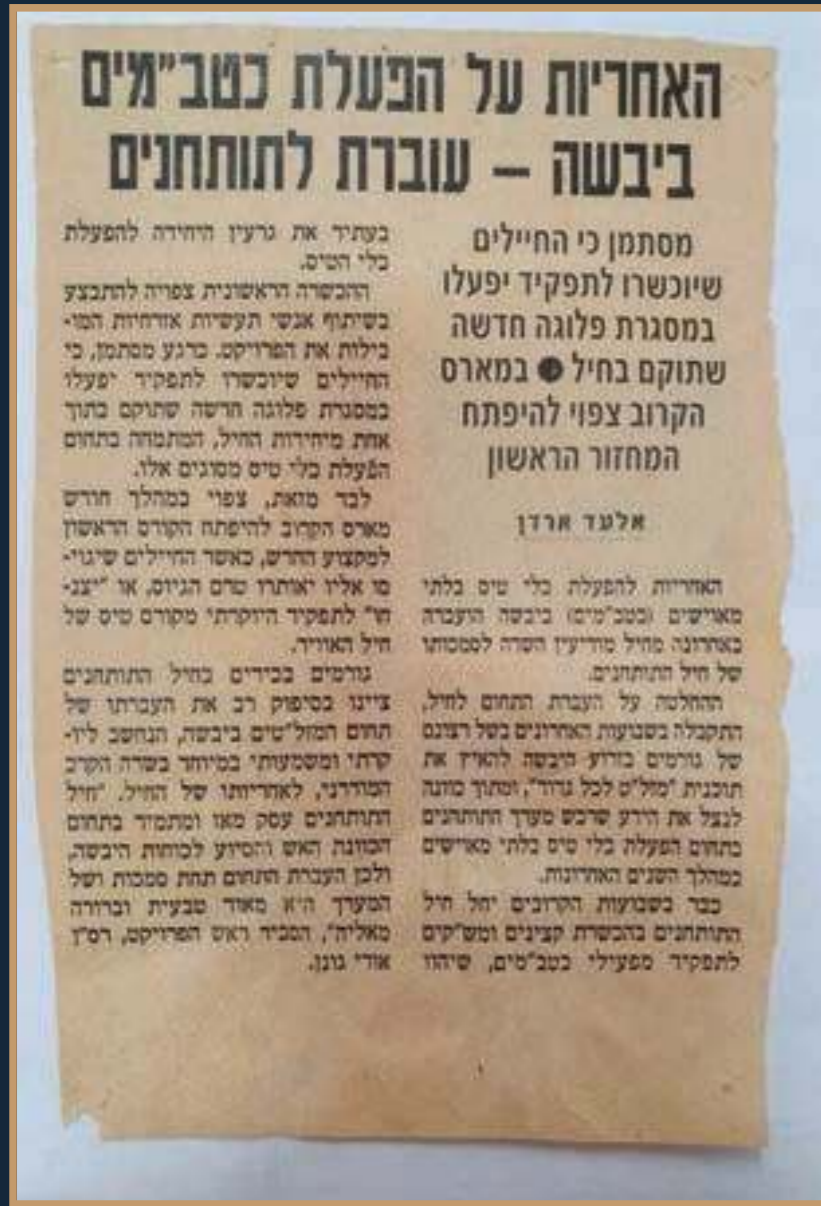 האחריות על הפעלת כטב"מים
ביבשה – עוברת לתותחנים
מסתמן כי החיילים
שיוכשרו לתפקיד יפעלו
במסגרת פלוגה חדשה
שתוקם בחיל ● במארס
הקרוב צפוי להיפתח
המחזור הראשון
אלעד ארדן
האחריות להפעלת כלי טיס בלתי
מאוישים (כטב"מים) ביבשה הועברה
באחרונה מחיל מודיעין השדה לסמכותו
של חיל התותחנים.
ההחלטה על העברת התחום לחיל,
התקבלה בשבועות האחרונים בשל רצונם
של גורמים בזרוע היבשה להאיץ את
תוכנית "מזל"ט לכל גדוד", ומתוך כוונה
לנצל את הידע שרכש מערך התותחנים
בתחום הפעלת כלי טיס בלתי מאוישים
במהלך השנים האחרונות.
כבר בשבועות הקרובים יחל חיל
התותחנים בהכשרת קצינים ומש"קים
לתפקיד מפעילי כטב"מים, שיהוו
בעתיד את גרעין היחידה להפעלת
כלי הטיס.
ההכשרה הראשונית צפויה להתבצע
בשיתוף אנשי תעשיות אזרחיות המו-
בילות את הפרויקט. כרגע מסתמן, כי
החיילים שיוכשרו לתפקיד יפעלו
במסגרת פלוגה חדשה שתוקם בתוך
אחת מיחידות החיל, המתמחה בתחום
הפעלת כלי טיס מסוגים אלו.
לבד מזאת, צפוי במהלך חודש
מארס הקרוב להיפתח הקורס הראשון
למקצוע החדש, כאשר החיילים שיגוי-
סו אליו יאותרו טרם הגיוס, או "יצנ-
חו" לתפקיד היוקרתי מקורס טיס של
חיל האוויר.
גורמים בכירים בחיל התותחנים
ציינו בסיפוק רב את העברתו של
תחום המזל"טים ביבשה, הנחשב ליו-
קרתי ומשמעותי במיוחד בשדה הקרב
המודרני, לאחריותו של החיל. "חיל
התותחנים עסק מאז ומתמיד בתחום
הכוונת האש והסיוע לכוחות היבשה,
ולכן העברת התחום תחת סמכות ושל
המערך היא מאוד טבעית וברורה
מאליה", הסביר ראש הפרויקט, רס"ן
אודי גונן.